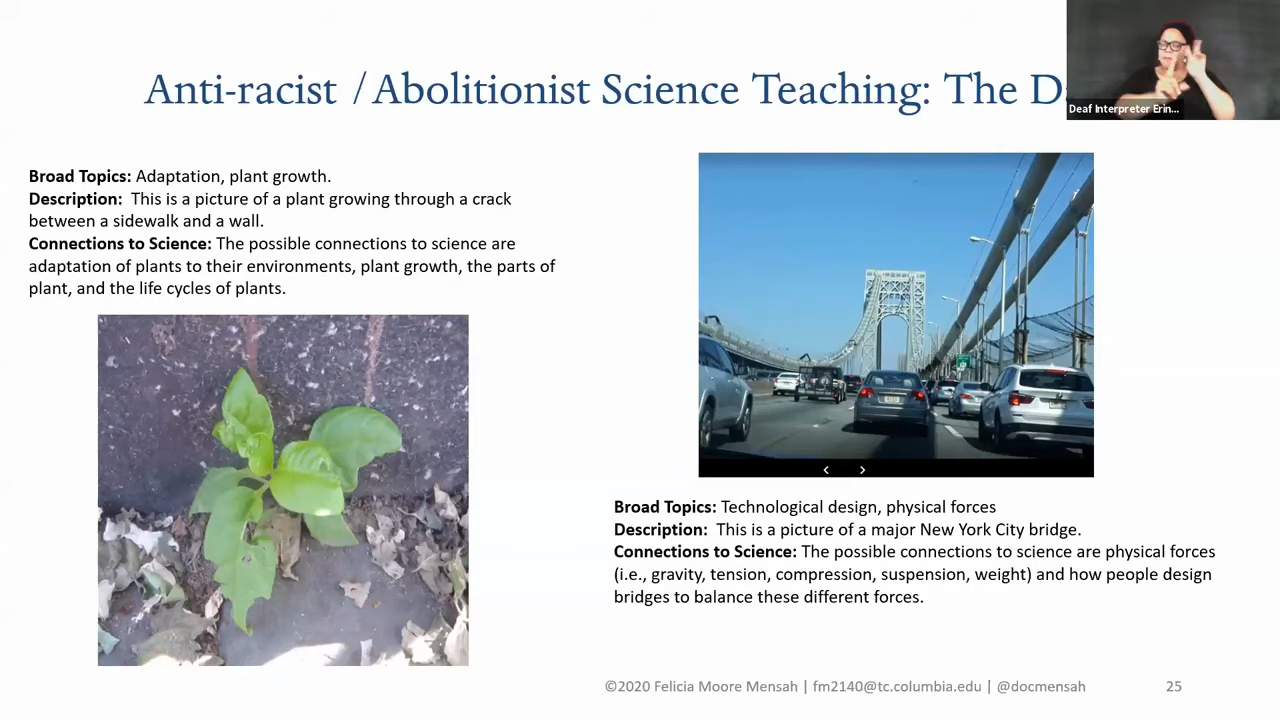 Anti-racist / Abolitionist Science Teaching: The
Deaf Interpreter Erin...
Broad Topics: Adaptation, plant growth.
Description: This is a picture of a plant growing through a crack
between a sidewalk and a wall.
Connections to Science: The possible connections to science are
adaptation of plants to their environments, plant growth, the parts of
plant, and the life cycles of plants.
Broad Topics: Technological design, physical forces
Description: This is a picture of a major New York City bridge.
Connections to Science: The possible connections to science are physical forces
(i.e., gravity, tension, compression, suspension, weight) and how people design
bridges to balance these different forces.
©2020 Felicia Moore Mensah | fm2140@tc.columbia.edu | @docmensah
25